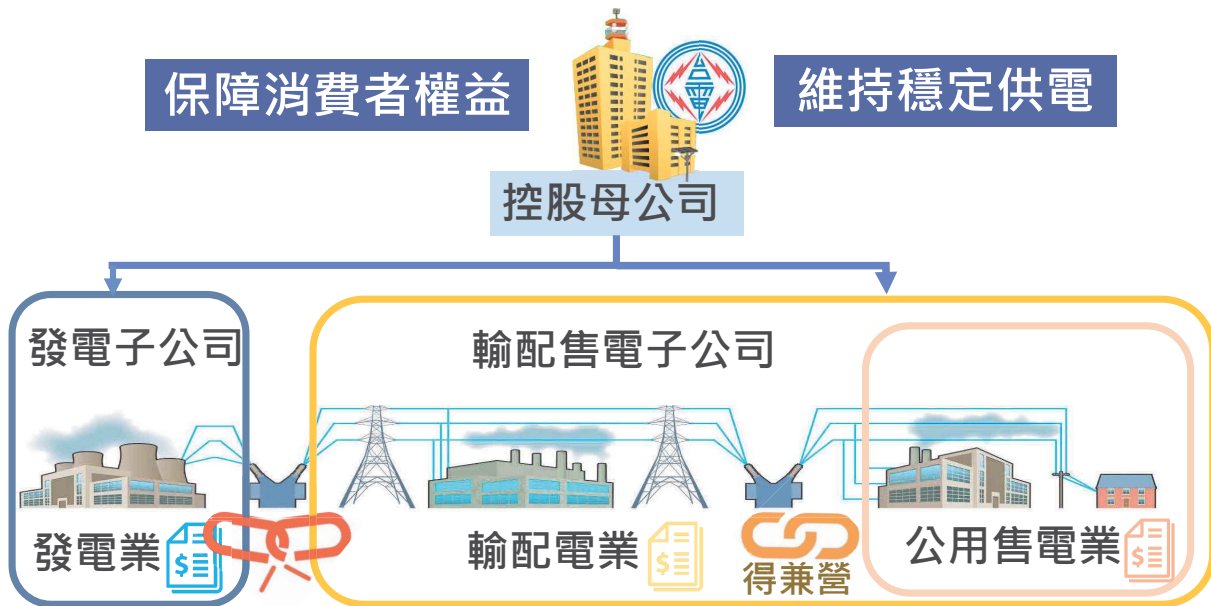 保障消費者權益
台電
維持穩定供電
控股母公司
發電子公司
輸配售電子公司
發電業
$
輸配電業
$
得兼營
公用售電業
$